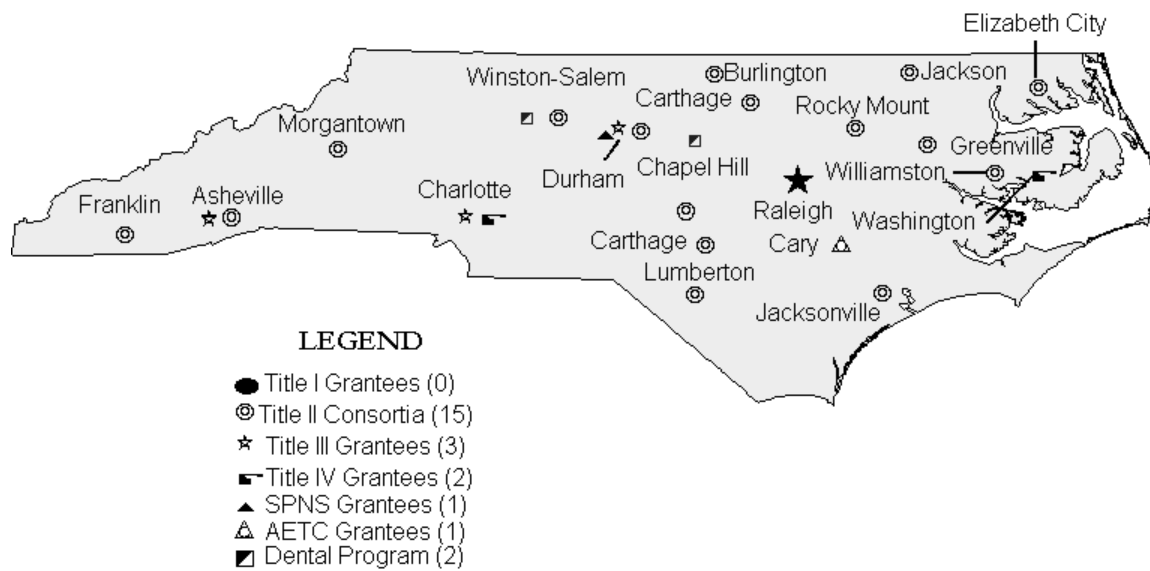 Elizabeth City
Winston-Salem
Burlington
Jackson
Carthage
Rocky Mount
Morgantown
Greenville
Chapel Hill
Williamston
Durham
Asheville
Charlotte
Franklin
Raleigh
Washington
Carthage
Cary
Lumberton
Jacksonville
LEGEND
Title I Grantees (0)
Title II Consortia (15)
Title III Grantees (3)
Title IV Grantees (2)
SPNS Grantees (1)
AETC Grantees (1)
Dental Program (2)